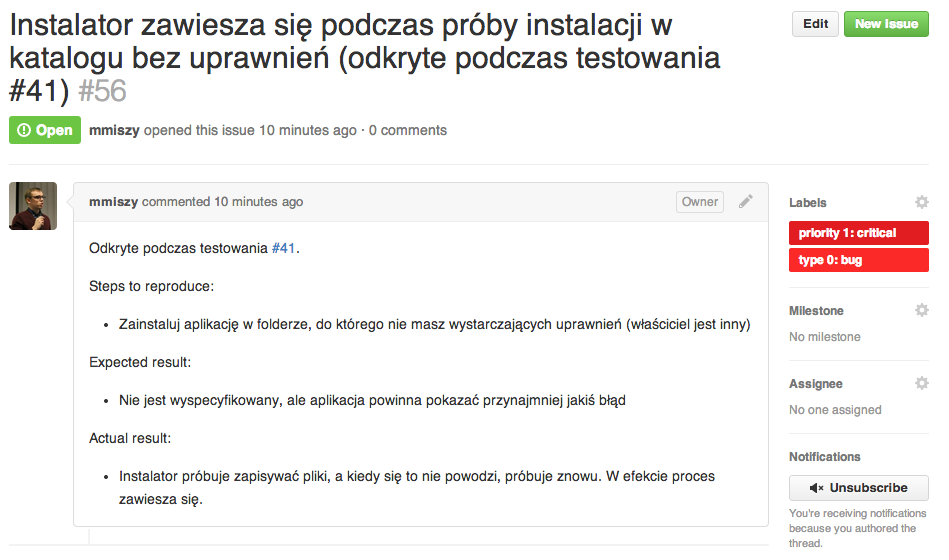 Instalator zawiesza się podczas próby instalacji w
katalogu bez uprawnień (odkryte podczas testowania
#41) #56
Edit
New Issue
Open
mmiszy opened this issue 10 minutes ago · 0 comments
mmiszy commented 10 minutes ago
Owner
Odkryte podczas testowania #41.
Steps to reproduce:
• Zainstaluj aplikację w folderze, do którego nie masz wystarczających uprawnień (właściciel jest inny)
Expected result:
• Nie jest wyspecyfikowany, ale aplikacja powinna pokazać przynajmniej jakiś błąd
Actual result:
• Instalator próbuje zapisywać pliki, a kiedy się to nie powodzi, próbuje znowu. W efekcie proces
zawiesza się.
Labels
priority 1: critical
type 0: bug
Milestone
No milestone
Assignee
No one assigned
Notifications
Unsubscribe
You're receiving notifications
because you authored the
thread.